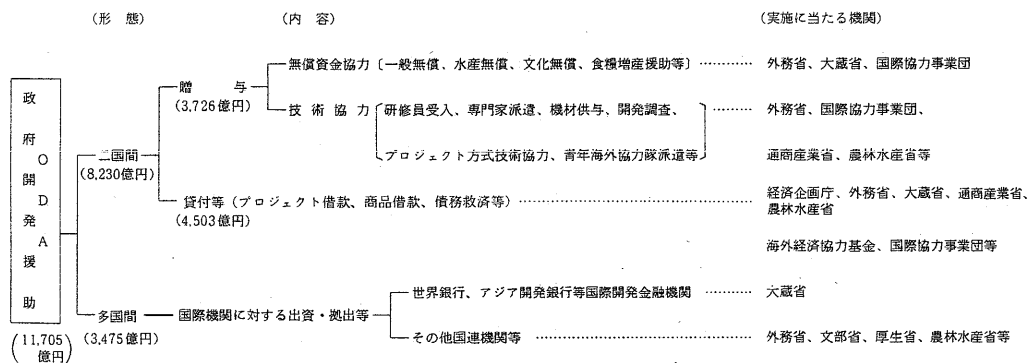 (形　態)　(内　容)　(実施に当たる機関)
無償資金協力〔一般無償、水産無償、文化無償、食糧増産援助等〕………　外務省、大蔵省、国際協力事業団
贈　与
(3,726億円)
技術協力　研修員受入、専門家派遣、機材供与、開発調査、………　外務省、国際協力事業団、
プロジェクト方式技術協力、青年海外協力隊派遣等　通商産業省、農林水産省等
二国間
(8,230億円)
貸付等（プロジェクト借款、商品借款、債務救済等）………　経済企画庁、外務省、大蔵省、通商産業省、
農林水産省
(4,503億円)
海外経済協力基金、国際協力事業団等
政府開発援助
ODA
(11,705
億円)
世界銀行、アジア開発銀行等国際開発金融機関………　大蔵省
多国間　国際機関に対する出資・拠出等
(3,475億円)
その他国連機関等………　外務省、文部省、厚生省、農林水産省等